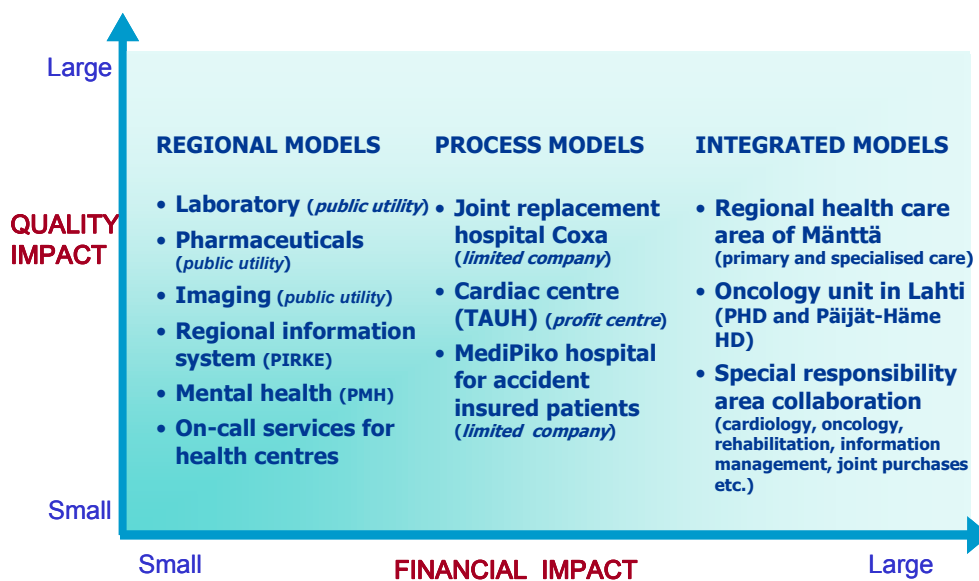 Large
QUALITY
IMPACT
Small
REGIONAL MODELS
• Laboratory (public utility)
• Pharmaceuticals
(public utility)
• Imaging (public utility)
• Regional information
system (PIRKE)
• Mental health (PMH)
• On-call services for
health centres
PROCESS MODELS
• Joint replacement
hospital Coxa
(limited company)
• Cardiac centre
(TAUH) (profit centre)
• MediPiko hospital
for accident
insured patients
(limited company)
INTEGRATED MODELS
• Regional health care
area of Mänttä
(primary and specialised care)
• Oncology unit in Lahti
(PHD and Päijät-Häme
HD)
• Special responsibility
area collaboration
(cardiology, oncology,
rehabilitation, information
management, joint purchases
etc.)
Small
FINANCIAL IMPACT
Large